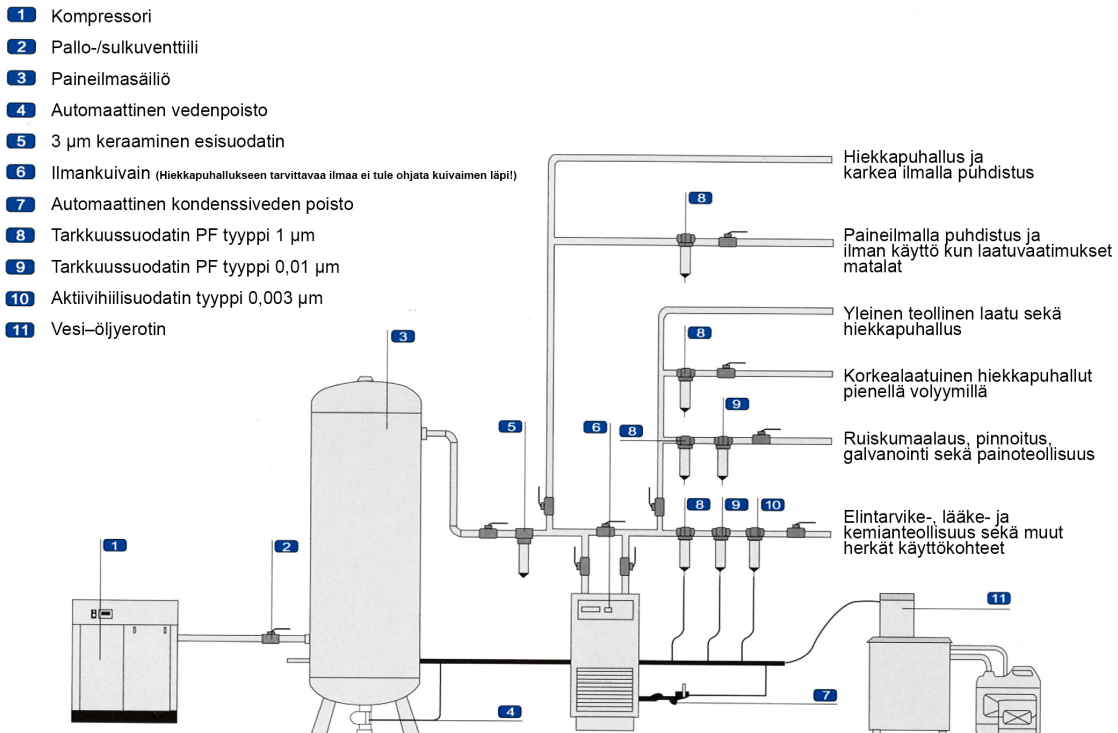 1 Kompressori
2 Pallo-/sulkuventtiili
3 Paineilmasäiliö
4 Automaattinen vedenpoisto
5 3 µm keraaminen esisuodatin
6 Ilmankuivain (Hiekkapuhallukseen tarvittavaa ilmaa ei tule ohjata kuivaimen läpi!)
7 Automaattinen kondenssiveden poisto
8 Tarkkuussuodatin PF tyyppi 1 µm
9 Tarkkuussuodatin PF tyyppi 0,01 µm
10 Aktiivihiilisuodatin tyyppi 0,003 µm
11 Vesi–öljyerotin
Hiekkapuhallus ja
karkea ilmalla puhdistus
8
Paineilmalla puhdistus ja
ilman käyttö kun laatuvaatimukset
matalat
Yleinen teollinen laatu sekä
hiekkapuhallus
3
8
Korkealaatuinen hiekkapuhallut
pienellä volyymillä
9
5
6
8
Ruiskumaalaus, pinnoitus,
galvanointi sekä painoteollisuus
8
9
10
Elintarvike-, lääke- ja
kemianteollisuus sekä muut
herkät käyttökohteet
1
2
11
7
4